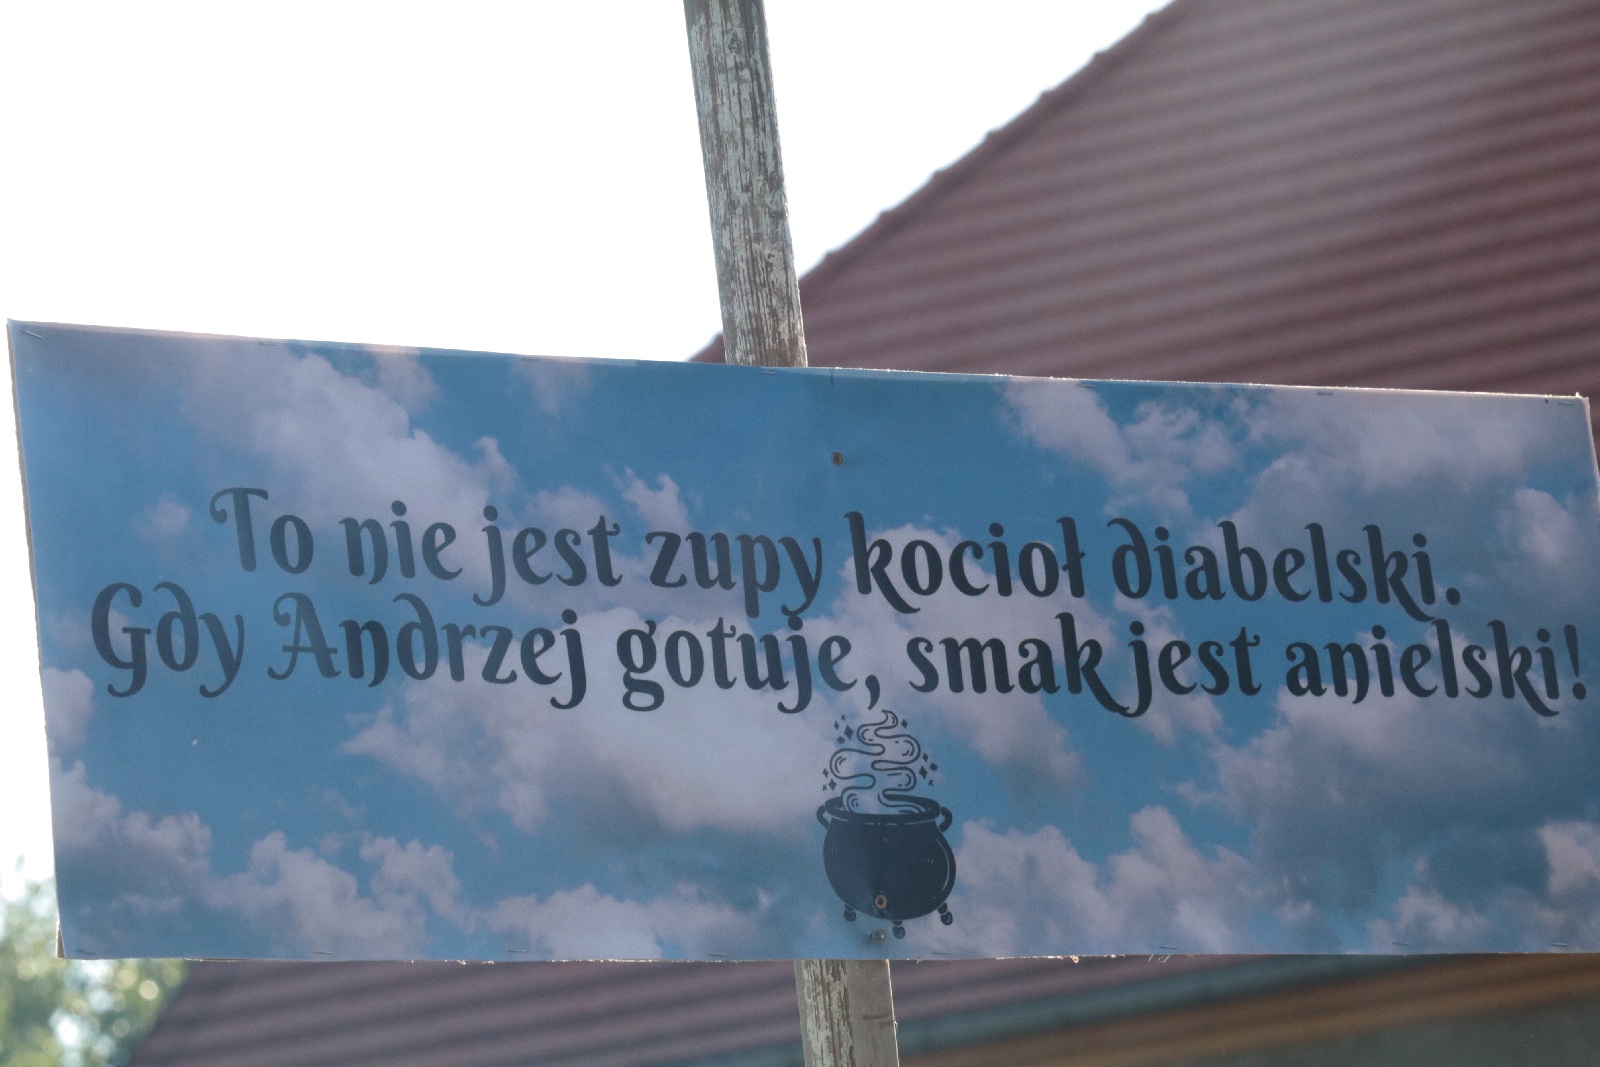 To nie jest zupy kocioł diabelski.
Gdy Andrzej gotuje, smak jest anielski!